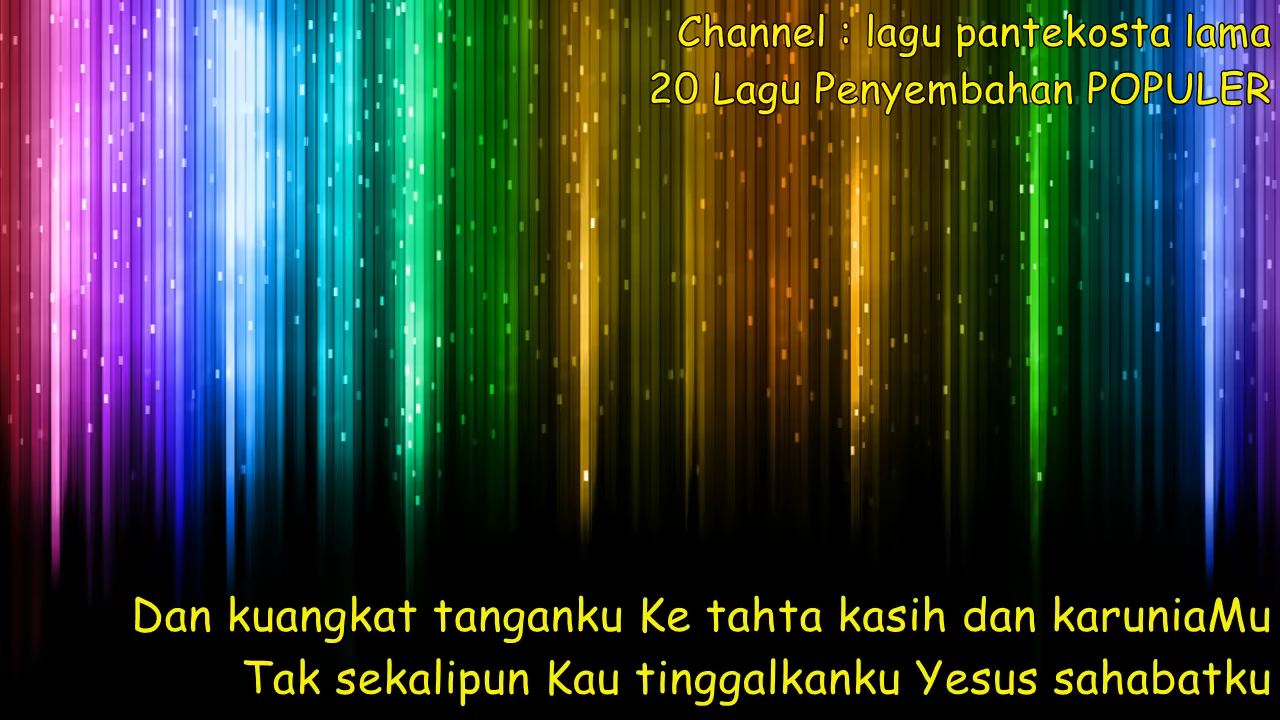 Channel : lagu pantekosta lama
20 Lagu Penyembahan POPULER
Dan kuangkat tanganku Ke tahta kasih dan karuniaMu
Tak sekalipun Kau tinggalkanku Yesus sahabatku